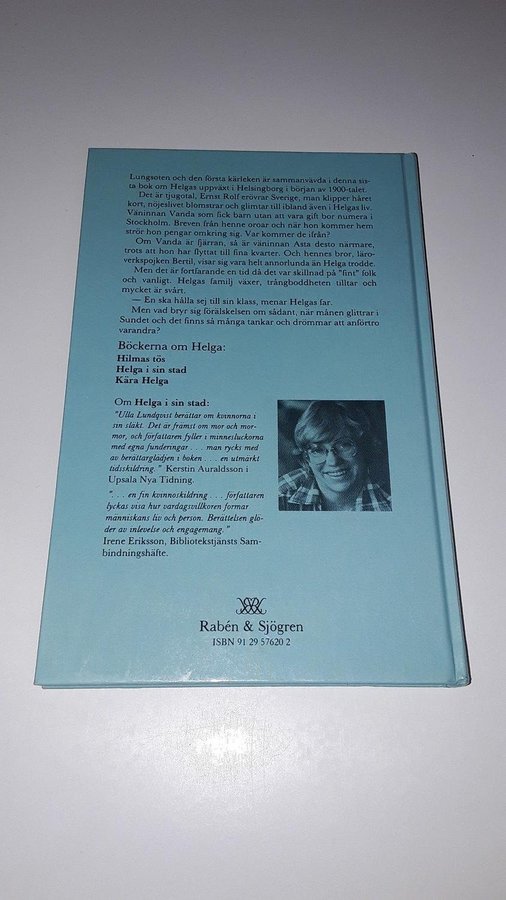 Lungsoten och den första kärleken är sammanvävda i denna sis-
ta bok om Helgas uppväxt i Helsingborg i början av 1900-talet.
Det är tjugotal, Ernst Rolf erövrar Sverige, man klipper håret
kort, nöjeslivet blomstrar och glimtar till ibland även i Helgas liv.
Väninnan Vanda som fick barn utan att vara gift bor numera i
Stockholm. Breven från henne oroar och när hon kommer hem
strör hon pengar omkring sig. Var kommer de ifrån?
Om Vanda är fjärran, så är väninnan Asta desto närmare,
trots att hon har flyttat till fina kvarter. Och hennes bror, läro-
verkspojken Bertil, visar sig vara helt annorlunda än Helga trodde.
Men det är fortfarande en tid då det var skillnad på "fint" folk
och vanligt. Helgas familj växer, trångboddheten tilltar och
mycket är svårt.
— En ska hålla sej till sin klass, menar Helgas far.
Men vad bryr sig förälskelsen om sådant, när månen glittrar i
Sundet och det finns så många tankar och drömmar att anförtro
varandra?
Böckerna om Helga:
Hilmas tös
Helga i sin stad
Kära Helga
Om Helga i sin stad:
"Ulla Lundqvist berättar om kvinnorna i
sin släkt. Det är främst om mor och mor-
mor, och författaren fyller i minnesluckorna
med egna funderingar . . . man rycks med
av berättarglädjen i boken . . . . en utmärkt
tidsskildring." Kerstin Auraldsson i
Upsala Nya Tidning.
". . . en fin kvinnoskildring . . . . författaren
lyckas visa hur vardagsvillkoren formar
människans liv och person. Berättelsen glö-
der av inlevelse och engagemang."
Irene Eriksson, Bibliotekstjänsts Sam-
bindningshäfte.
Rabén & Sjögren
ISBN 91 29 57620 2